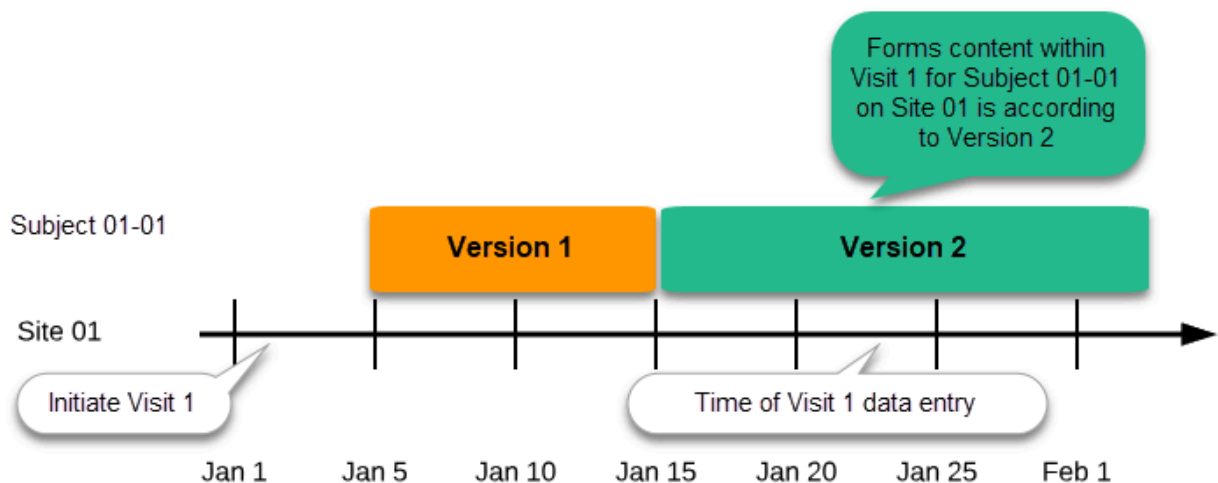 Forms content within
Visit 1 for Subject 01-01
on Site 01 is according
to Version 2
Subject 01-01
Version 1
Version 2
Site 01
Initiate Visit 1
Time of Visit 1 data entry
Jan 1
Jan 5
Jan 10
Jan 15
Jan 20
Jan 25
Feb 1